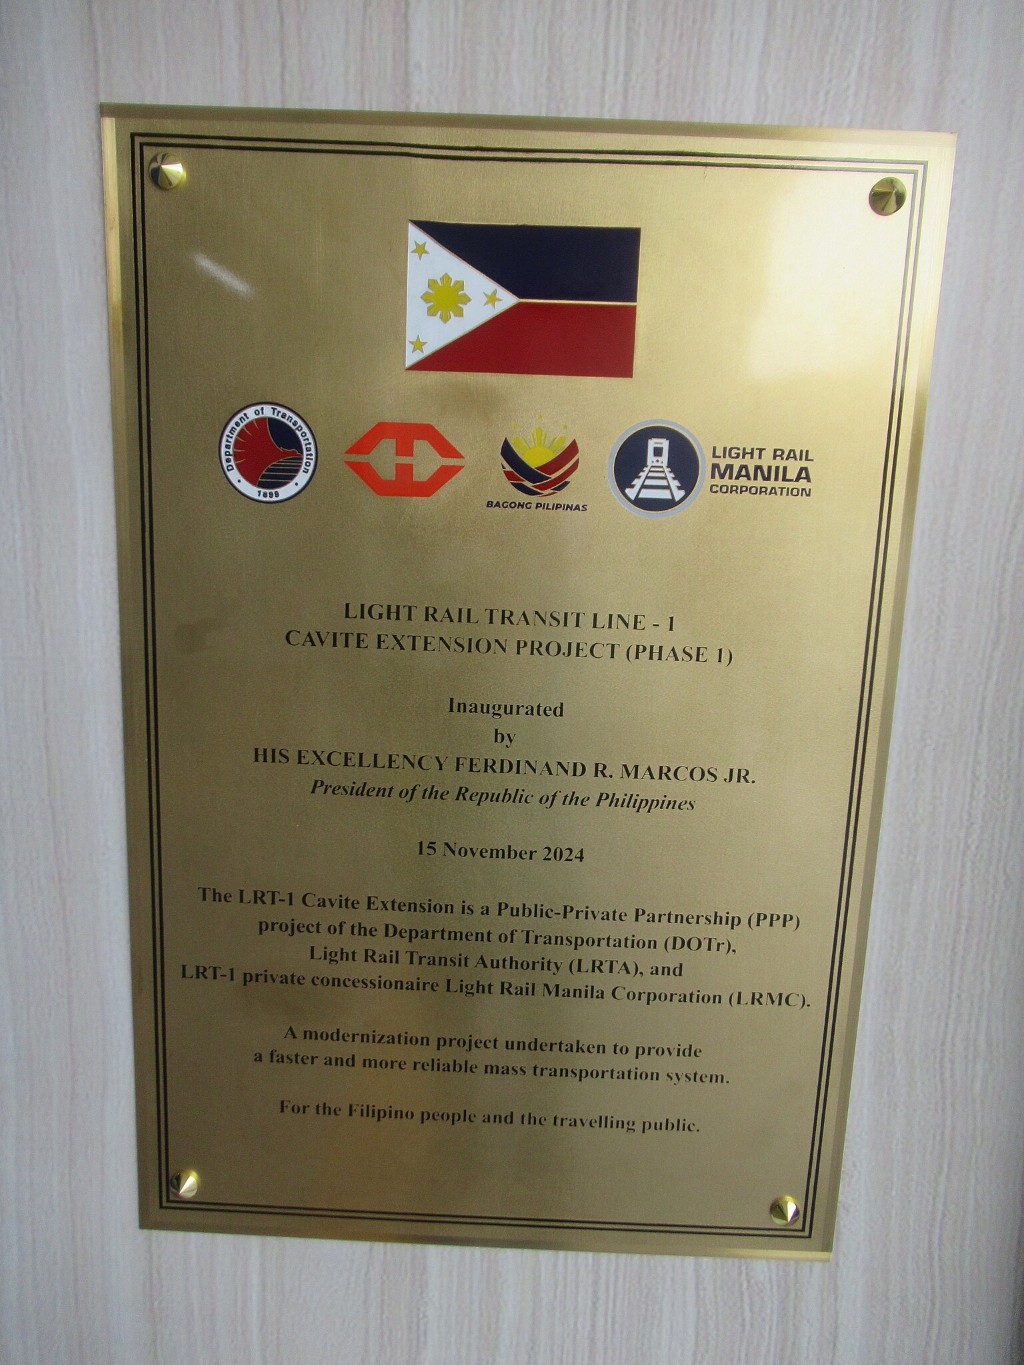 Department of Transportation
1899
BAGONG PILIPINAS
LIGHT RAIL
MANILA
CORPORATION
LIGHT RAIL TRANSIT LINE - 1
CAVITE EXTENSION PROJECT (PHASE 1)
Inaugurated
by
HIS EXCELLENCY FERDINAND R. MARCOS JR.
President of the Republic of the Philippines
15 November 2024
The LRT-1 Cavite Extension is a Public-Private Partnership (PPP)
project of the Department of Transportation (DOTr),
Light Rail Transit Authority (LRTA), and
LRT-1 private concessionaire Light Rail Manila Corporation (LRMC).
A modernization project undertaken to provide
a faster and more reliable mass transportation system.
For the Filipino people and the travelling public.